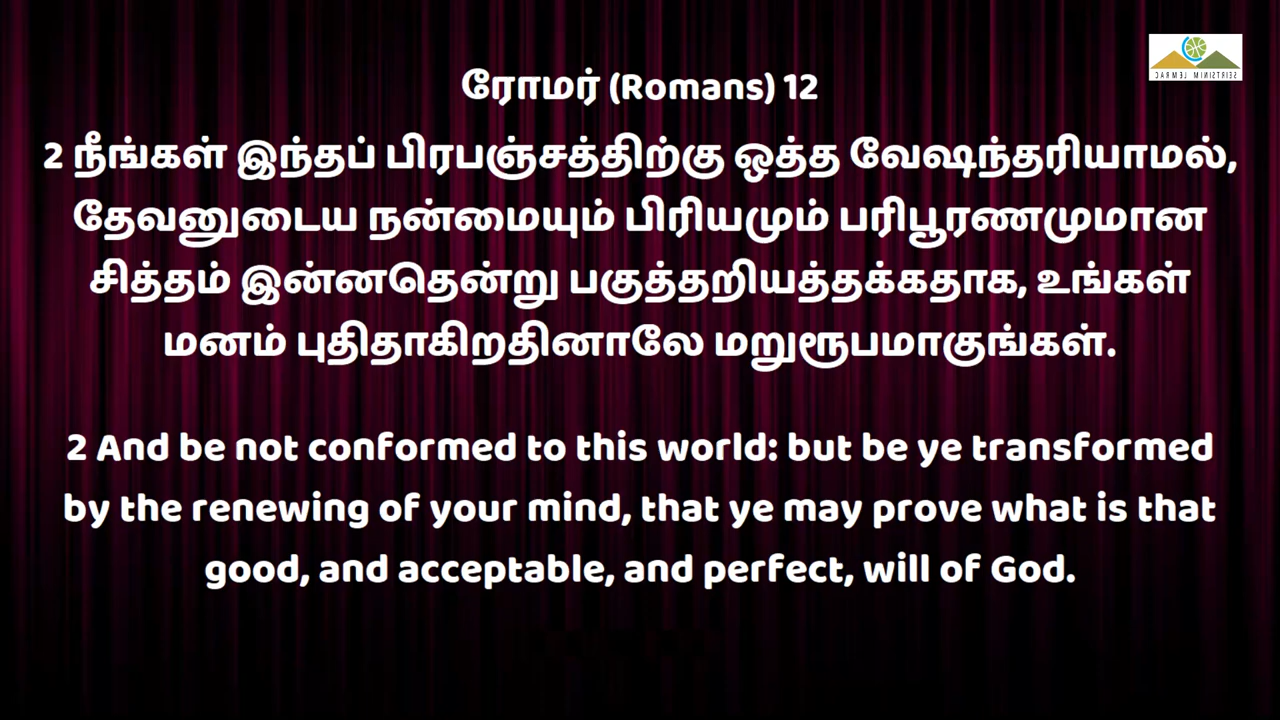 ரோமர் (Romans) 12
2 நீங்கள் இந்தப் பிரபஞ்சத்திற்கு ஒத்த வேஷந்தரியாமல்,
தேவனுடைய நன்மையும் பிரியமும் பரிபூரணமுமான
சித்தம் இன்னதென்று பகுத்தறியத்தக்கதாக, உங்கள்
மனம் புதிதாகிறதினாலே மறுரூபமாகுங்கள்.
2 And be not conformed to this world: but be ye transformed
by the renewing of your mind, that ye may prove what is that
good, and acceptable, and perfect, will of God.
CARMEL MINISTRIES